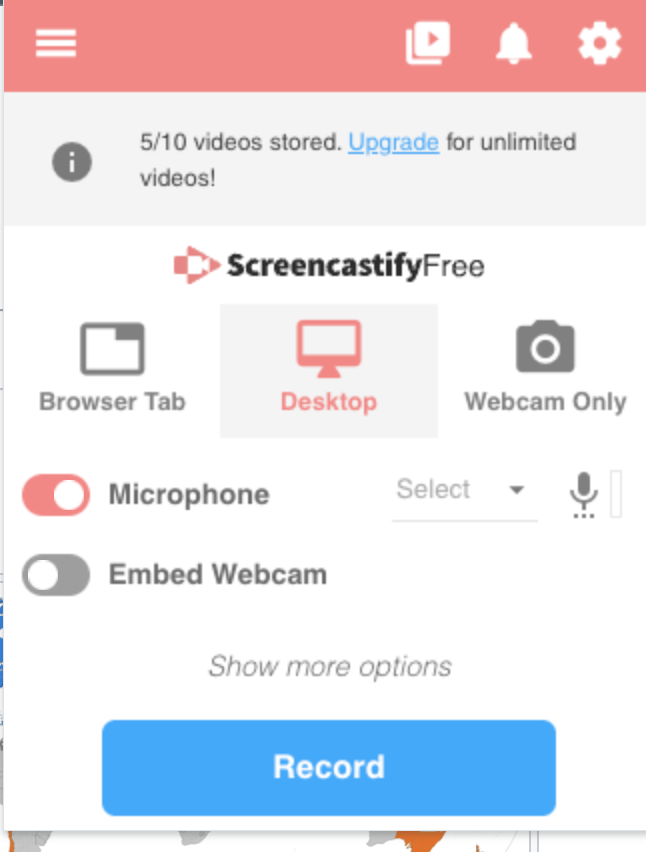 5/10 videos stored. Upgrade for unlimited
videos!
ScreencastifyFree
Browser Tab
Desktop
Webcam Only
Microphone
Select
Embed Webcam
Show more options
Record